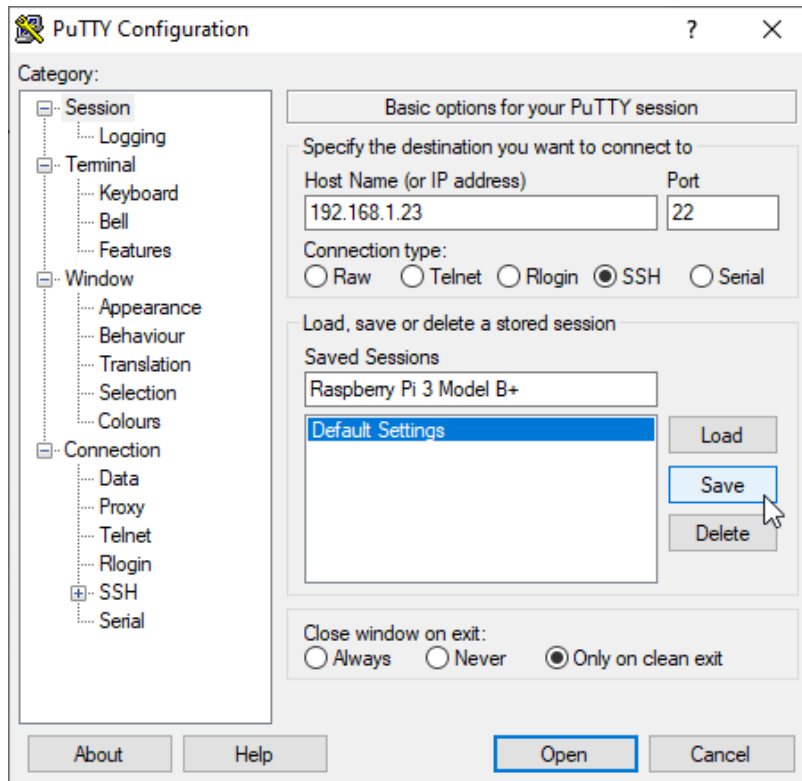 PuTTY Configuration
?
Category:
Session
Logging
Terminal
Keyboard
Bell
Features
Window
Appearance
Behaviour
Translation
Selection
Colours
Connection
Data
Proxy
Telnet
Rlogin
SSH
Serial
Basic options for your PuTTY session
Specify the destination you want to connect to
Host Name (or IP address) Port
192.168.1.23 22
Connection type:
Raw Telnet Rlogin SSH Serial
Load, save or delete a stored session
Saved Sessions
Raspberry Pi 3 Model B+
Default Settings
Load
Save
Delete
Close window on exit:
Always Never Only on clean exit
About Help Open Cancel